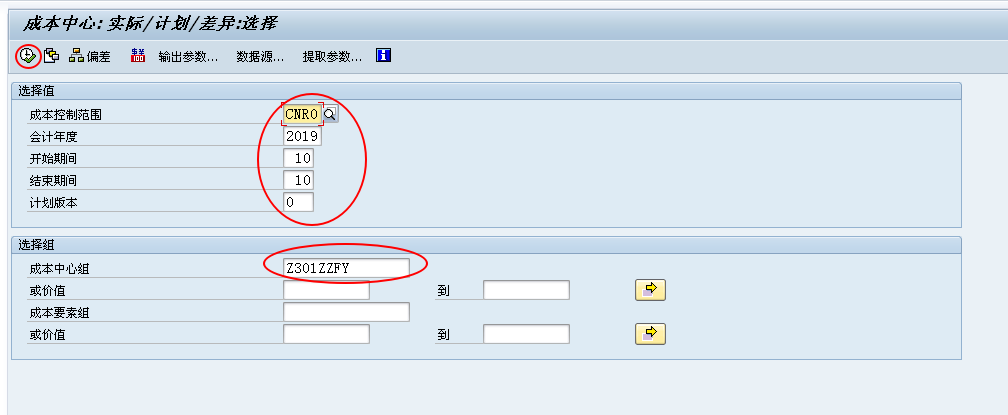 成本中心:实际/计划/差异:选择
偏差 输出参数... 数据源... 提取参数...
选择值
成本控制范围 CNRO
会计年度 2019
开始期间 10
结束期间 10
计划版本 0
选择组
成本中心组 Z301ZZFY
或价值 到
成本要素组
或价值 到